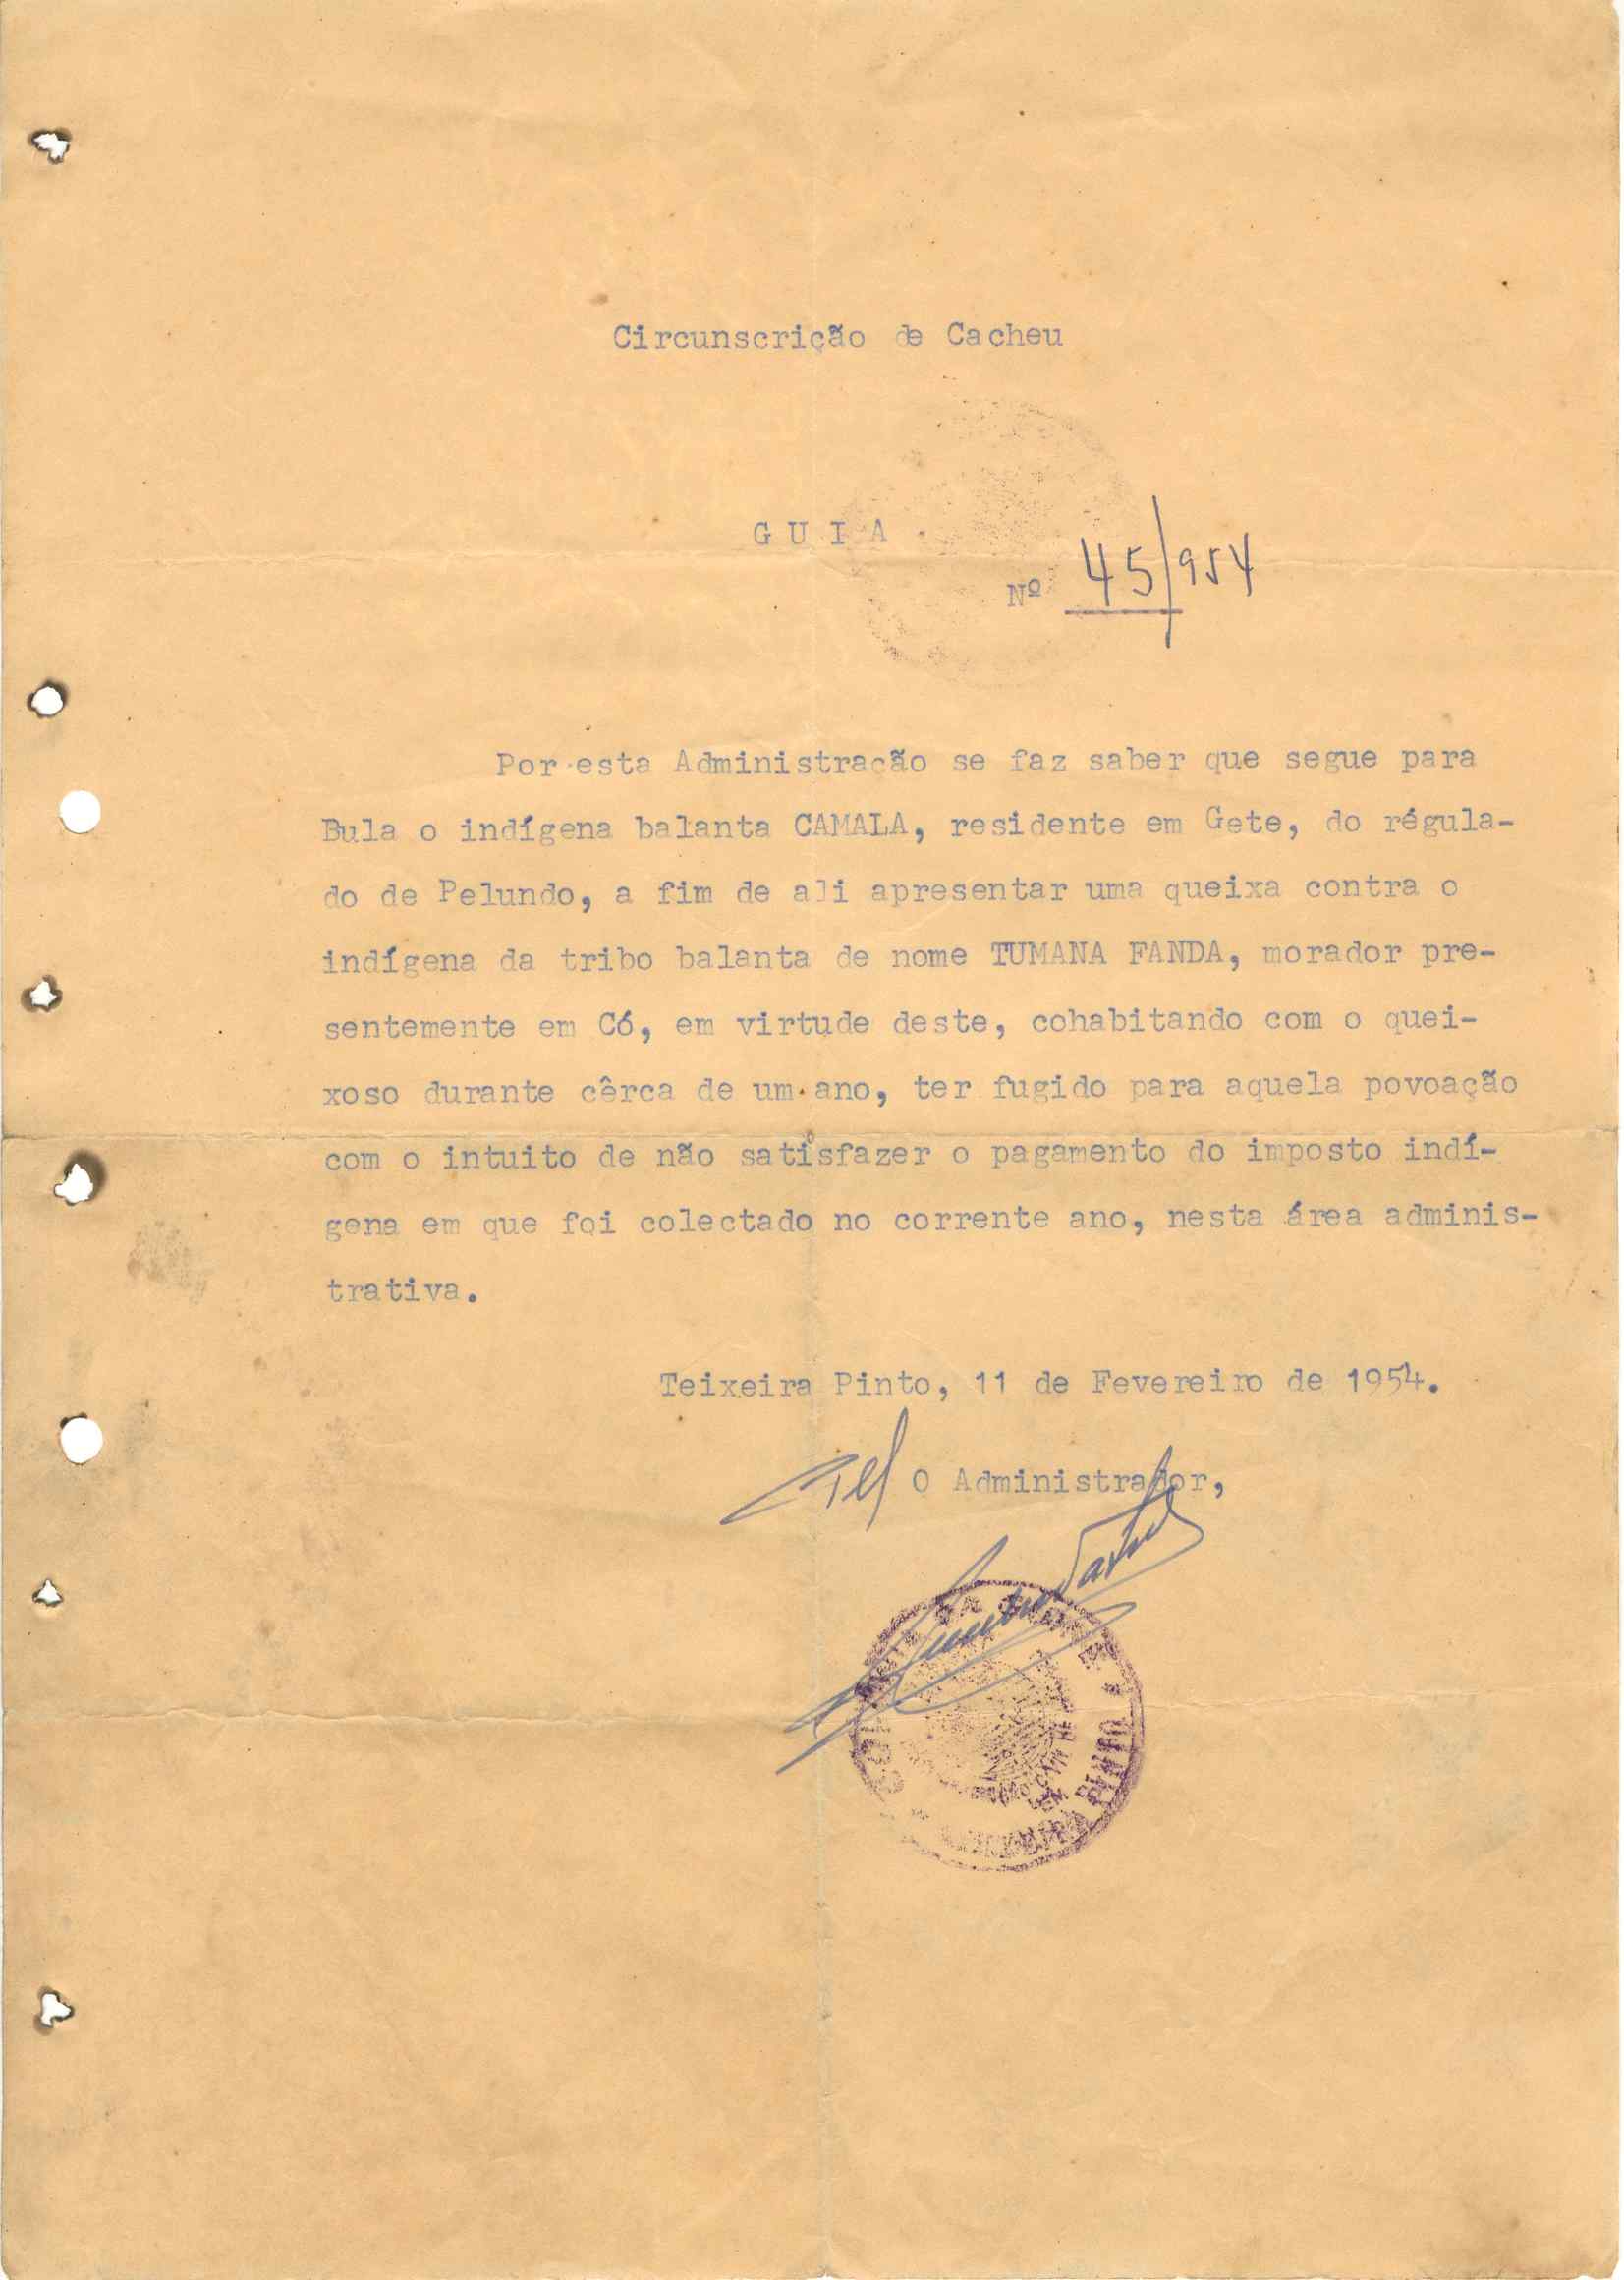 Circunscrição de Cacheu
G U I A
Nº 45/954
Por esta Administração se faz saber que segue para
Bula o indígena balanta CAMALA, residente em Gete, do régula-
do de Pelundo, a fim de ali apresentar uma queixa contra o
indígena da tribo balanta de nome TUMANA FANDA, morador pre-
sentemente em Có, em virtude deste, cohabitando com o quei-
xoso durante cêrca de um ano, ter fugido para aquela povoação
com o intuito de não satisfazer o pagamento do imposto indí-
gena em que foi colectado no corrente ano, nesta área adminis-
trativa.
Teixeira Pinto, 11 de Fevereiro de 1954.
O Administrador,
TEIXEIRA PINTO